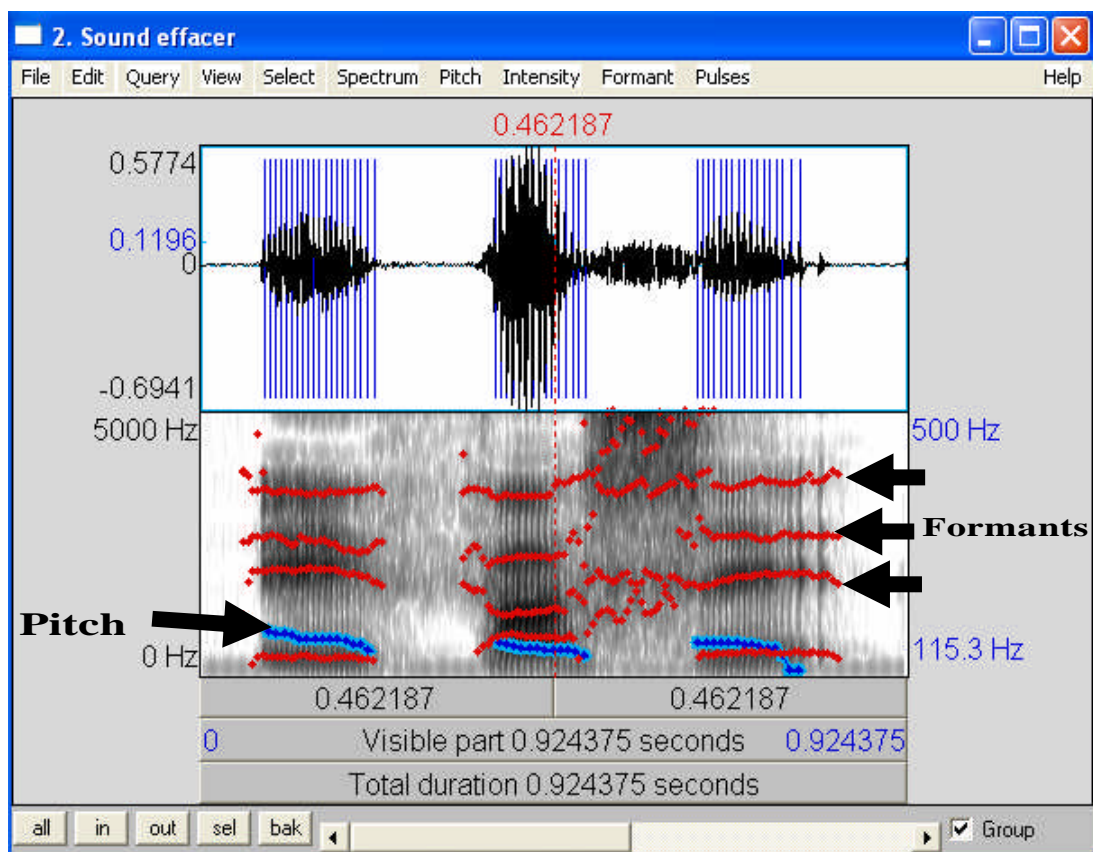 2. Sound effacer
File Edit Query View Select Spectrum Pitch Intensity Formant Pulses Help
0.462187
0.5774
0.1196
0
-0.6941
5000 Hz 500 Hz
Formants
Pitch
0 Hz 115.3 Hz
0.462187 0.462187
0 Visible part 0.924375 seconds 0.924375
Total duration 0.924375 seconds
all in out sel bak Group